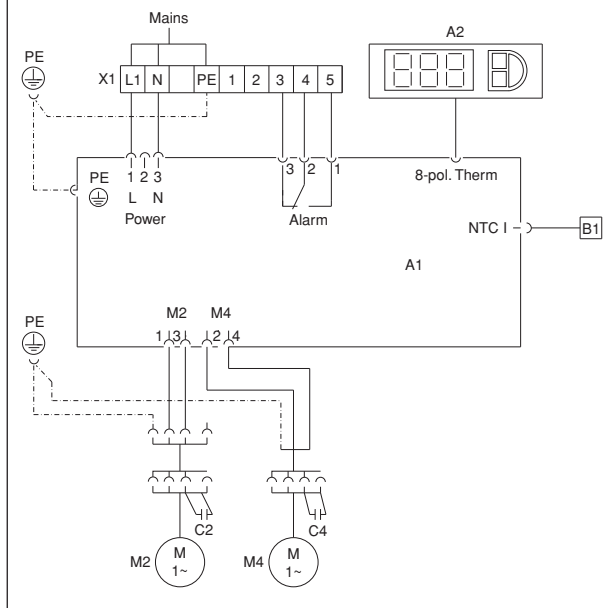 Mains
A2
PE
X1 L1 N PE 1 2 3 4 5
3 2 1
PE 1 2 3
8-pol. Therm
L N
Power
Alarm
NTC I
B1
A1
M2 M4
1 3 2 4
PE
C2
C4
M2 M 1~
M4 M 1~